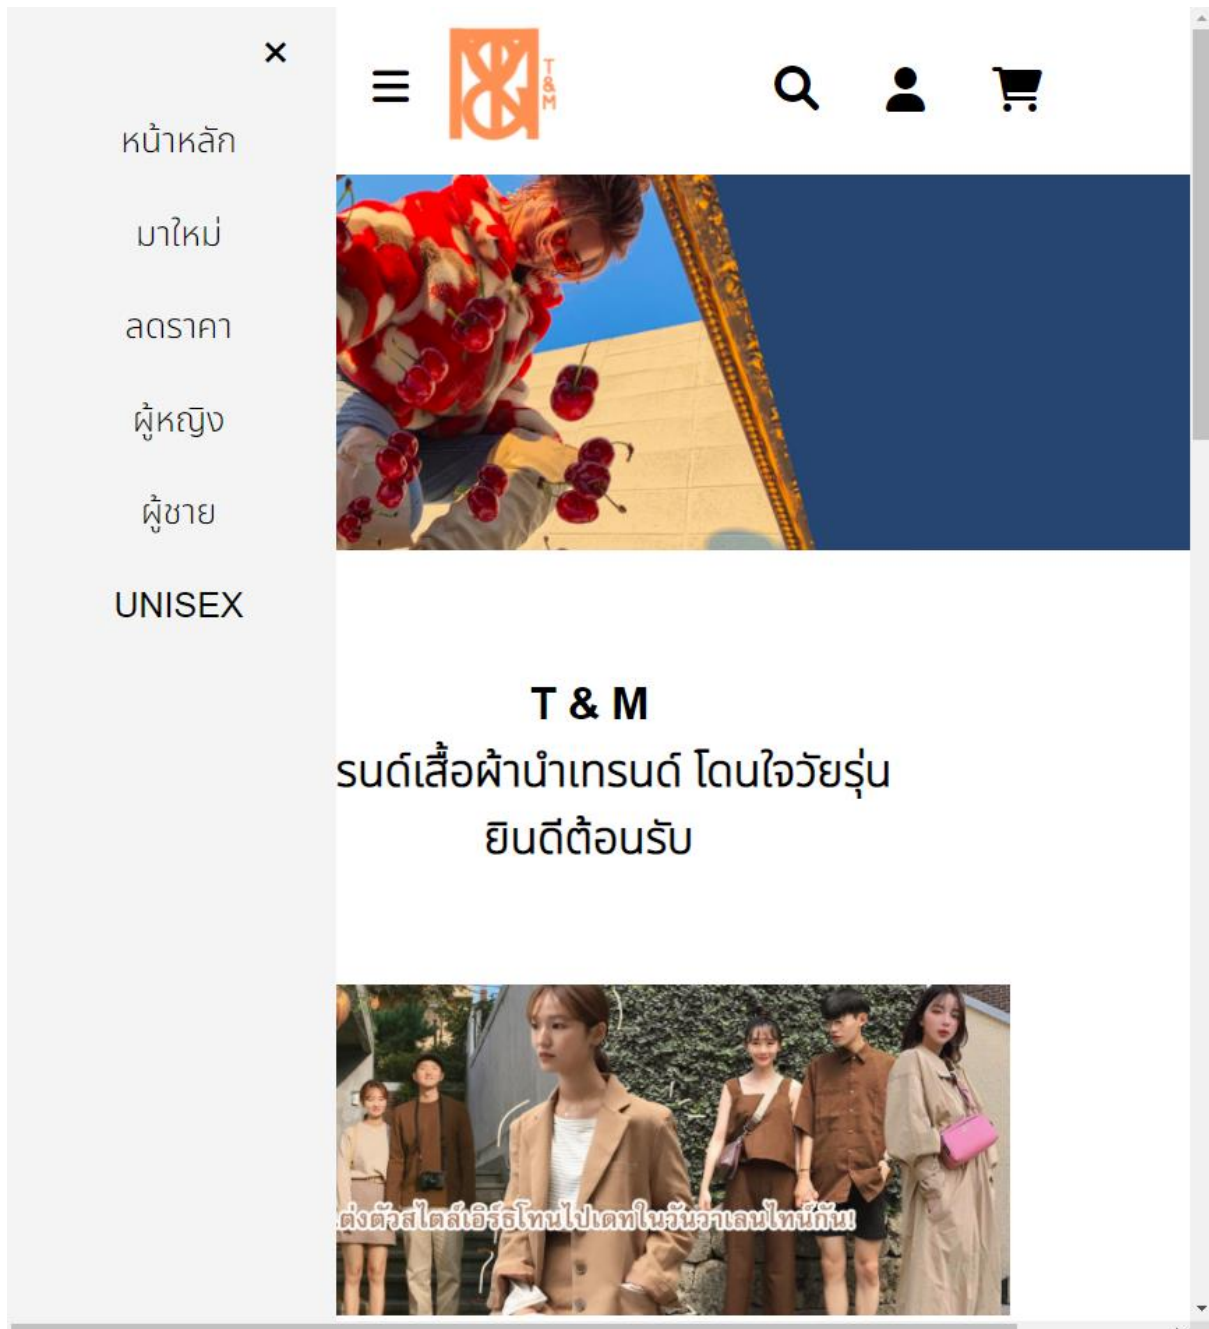 หน้าหลัก
มาใหม่
ลดราคา
ผู้หญิง
ผู้ชาย
UNISEX
T&M
T & M
รนด์เสื้อผ้านำเทรนด์ โดนใจวัยรุ่น
ยินดีต้อนรับ
ต่งตัวสไตล์เอิร์ธโทนไปเดทในวันวาเลนไทน์กัน!